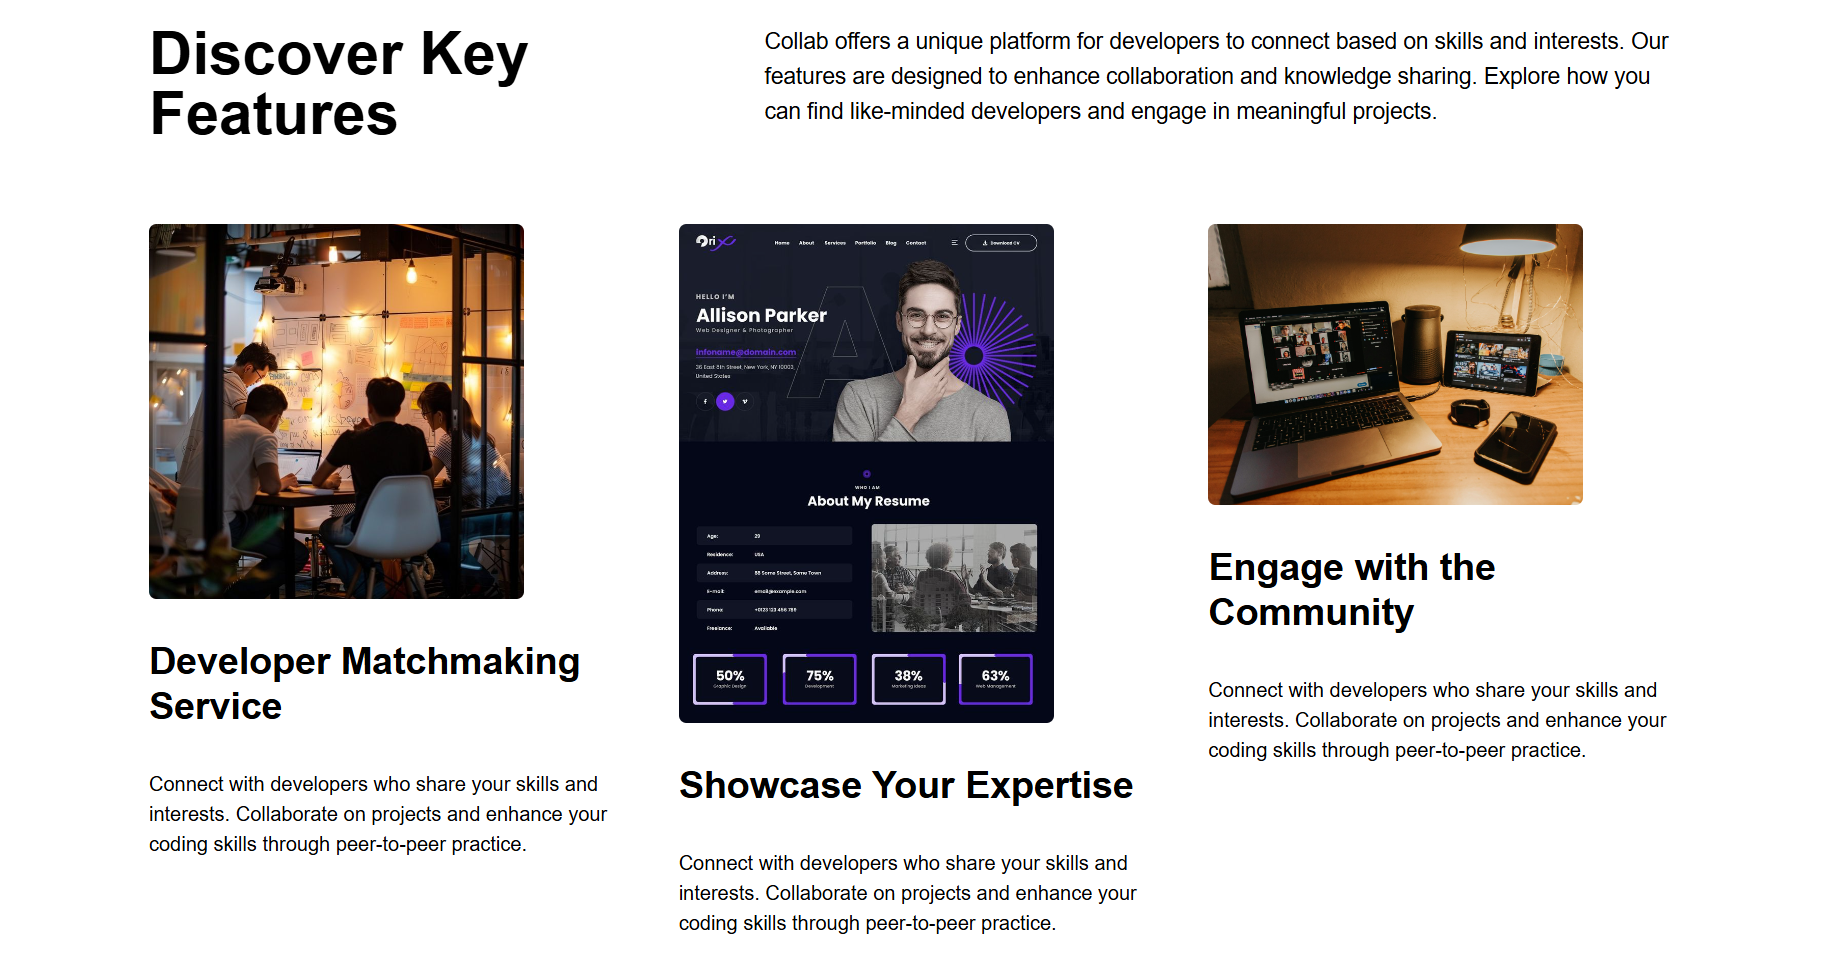 Discover Key
Features
Collab offers a unique platform for developers to connect based on skills and interests. Our
features are designed to enhance collaboration and knowledge sharing. Explore how you
can find like-minded developers and engage in meaningful projects.
Developer Matchmaking
Service
Connect with developers who share your skills and
interests. Collaborate on projects and enhance your
coding skills through peer-to-peer practice.
Ori
Home About Services Portfolio Blog Contact
Download CV
HELLO I'M
Allison Parker
Web Designer & Photographer
infoname@domain.com
36 East 8th Street, New York, NY 10003,
United States
A
WHO I AM
About My Resume
Age: 29
Residence: USA
Address: 88 Some Street, Some Town
E-mail: email@example.com
Phone: +0123 123 456 789
Freelance: Available
50% 75% 38% 63%
Graphic Design Development Marketing Ideas Web Management
Showcase Your Expertise
Connect with developers who share your skills and
interests. Collaborate on projects and enhance your
coding skills through peer-to-peer practice.
Engage with the
Community
Connect with developers who share your skills and
interests. Collaborate on projects and enhance your
coding skills through peer-to-peer practice.